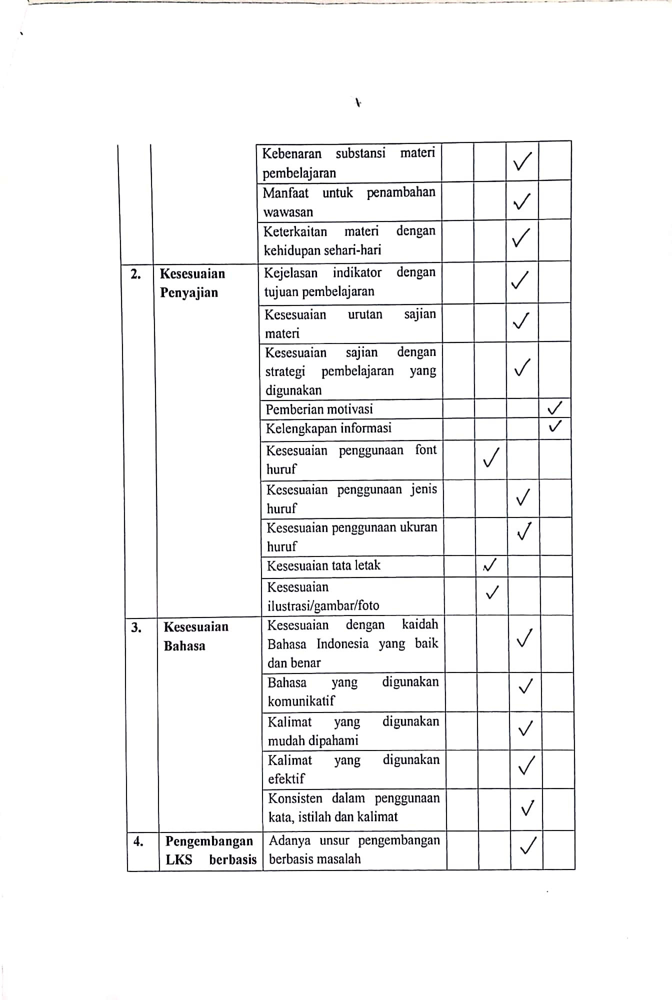 Kebenaran substansi materi
pembelajaran
✓
Manfaat untuk penambahan
wawasan
✓
Keterkaitan materi dengan
kehidupan sehari-hari
✓
2. Kesesuaian Penyajian
Kejelasan indikator dengan
tujuan pembelajaran
✓
Kesesuaian urutan sajian
materi
✓
Kesesuaian sajian dengan
strategi pembelajaran yang
digunakan
✓
Pemberian motivasi ✓
Kelengkapan informasi ✓
Kesesuaian penggunaan font
huruf
✓
Kesesuaian penggunaan jenis
huruf
✓
Kesesuaian penggunaan ukuran
huruf
✓
Kesesuaian tata letak ✓
Kesesuaian
ilustrasi/gambar/foto
✓
3. Kesesuaian
Bahasa
Kesesuaian dengan kaidah
Bahasa Indonesia yang baik
dan benar
✓
Bahasa yang digunakan
komunikatif
✓
Kalimat yang digunakan
mudah dipahami
✓
Kalimat yang digunakan
efektif
✓
Konsisten dalam penggunaan
kata, istilah dan kalimat
✓
4. Pengembangan
LKS berbasis
Adanya unsur pengembangan
berbasis masalah
✓